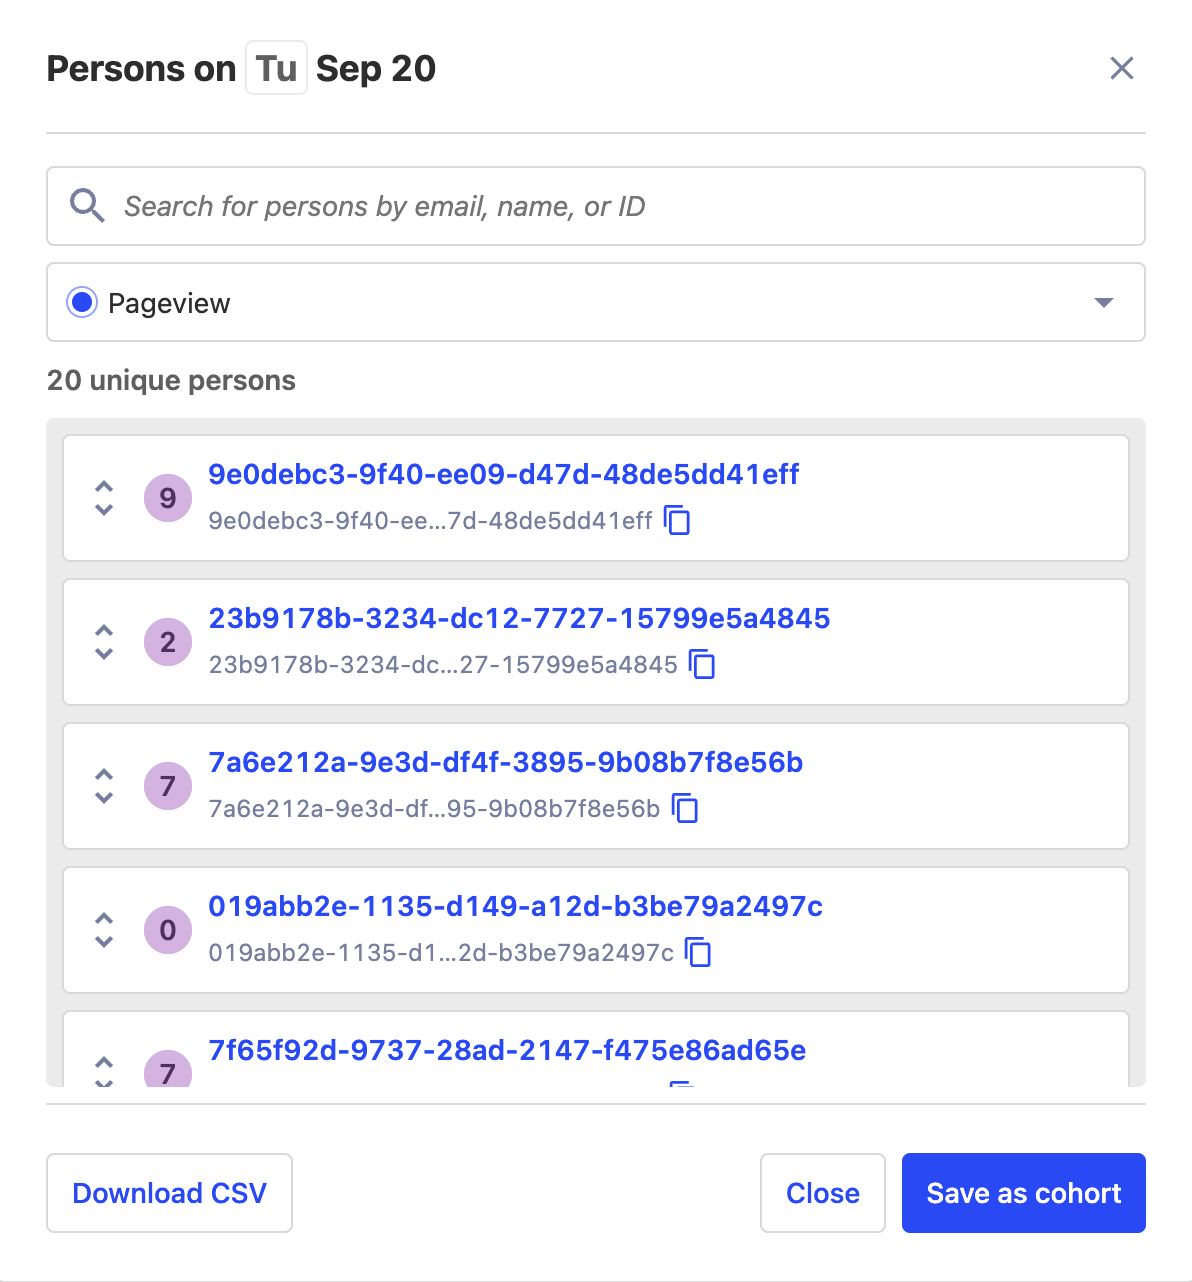 Persons on Tu Sep 20
Search for persons by email, name, or ID
Pageview
20 unique persons
9
9e0debc3-9f40-ee09-d47d-48de5dd41eff
9e0debc3-9f40-ee...7d-48de5dd41eff
2
23b9178b-3234-dc12-7727-15799e5a4845
23b9178b-3234-dc...27-15799e5a4845
7
7a6e212a-9e3d-df4f-3895-9b08b7f8e56b
7a6e212a-9e3d-df...95-9b08b7f8e56b
0
019abb2e-1135-d149-a12d-b3be79a2497c
019abb2e-1135-d1...2d-b3be79a2497c
7
7f65f92d-9737-28ad-2147-f475e86ad65e
Download CSV
Close
Save as cohort